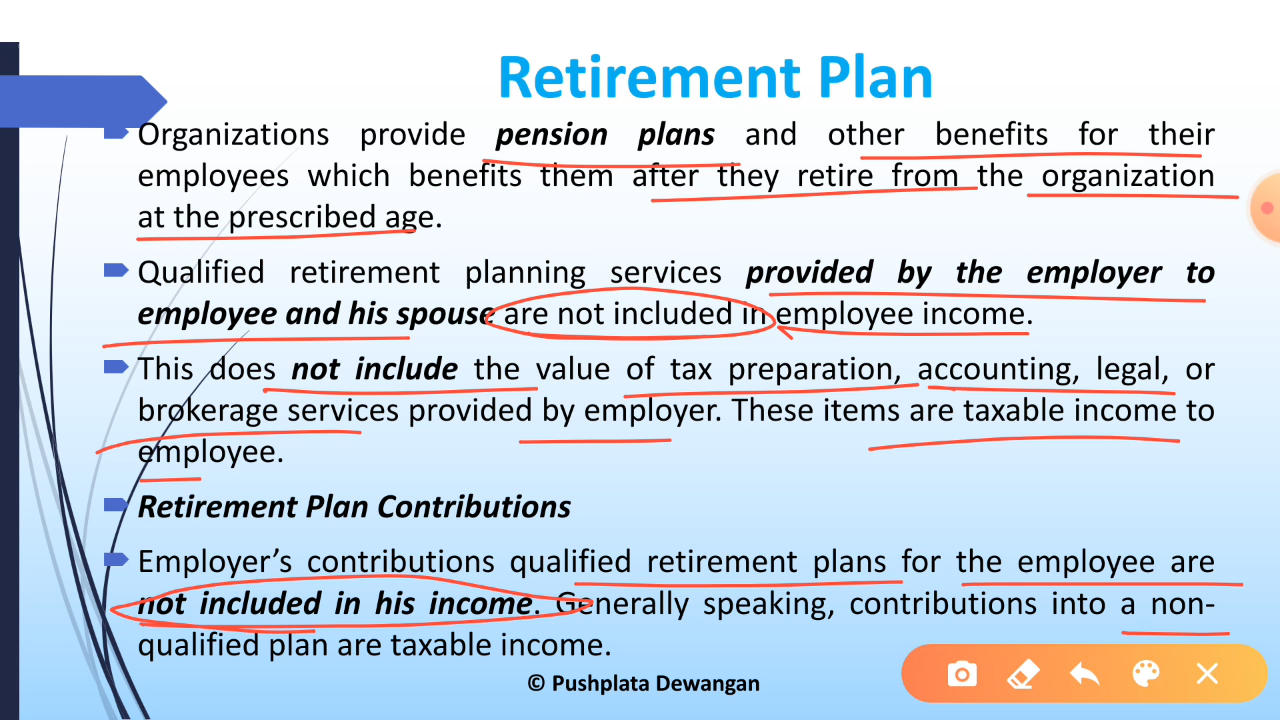 Retirement Plan
Organizations provide pension plans and other benefits for their
employees which benefits them after they retire from the organization
at the prescribed age.
Qualified retirement planning services provided by the employer to
employee and his spouse are not included in employee income.
This does not include the value of tax preparation, accounting, legal, or
brokerage services provided by employer. These items are taxable income to
employee.
Retirement Plan Contributions
Employer’s contributions qualified retirement plans for the employee are
not included in his income. Generally speaking, contributions into a non-
qualified plan are taxable income.
© Pushplata Dewangan